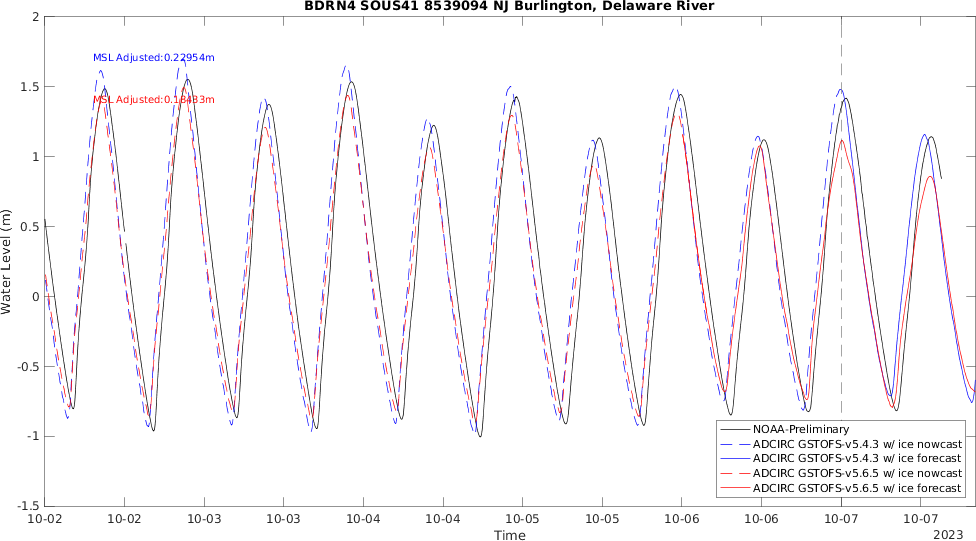 BDRN4 SOUS41 8539094 NJ Burlington, Delaware River
2
MSL Adjusted:0.22954m
1.5
MSL Adjusted:0.18433m
1
0.5
0
-0.5
-1
-1.5
Water Level (m)
NOAA-Preliminary
ADCIRC GSTOFS-v5.4.3 w/ ice nowcast
ADCIRC GSTOFS-v5.4.3 w/ ice forecast
ADCIRC GSTOFS-v5.6.5 w/ ice nowcast
ADCIRC GSTOFS-v5.6.5 w/ ice forecast
10-02 10-02 10-03 10-03 10-04 10-04 10-05 10-05 10-06 10-06 10-07 10-07
Time
2023